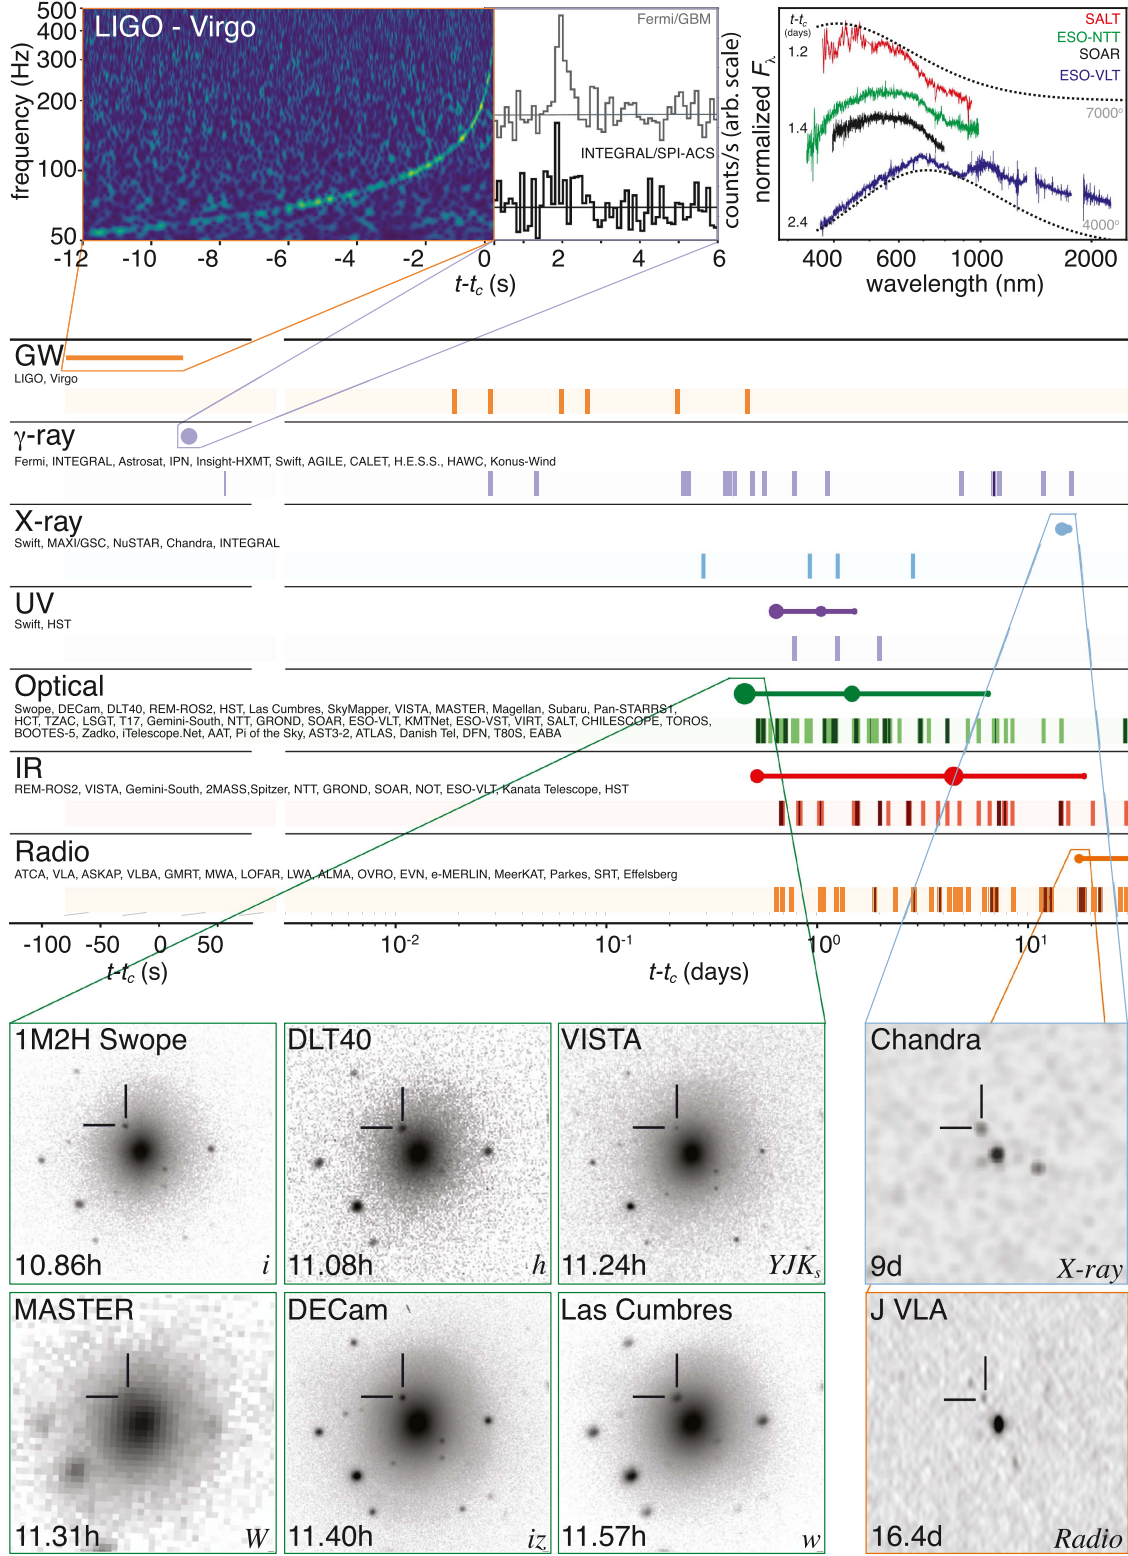 LIGO - Virgo
frequency (Hz)
500
400
300
200
100
50
-12 -10 -8 -6 -4 -2 0 2 4 6
t-tc (s)
Fermi/GBM
INTEGRAL/SPI-ACS
counts/s (arb. scale)
normalized Fλ
t-tc
(days)
1.2
1.4
2.4
SALT
ESO-NTT
SOAR
ESO-VLT
7000°
4000°
400 600 1000 2000
wavelength (nm)
GW
LIGO, Virgo
γ-ray
Fermi, INTEGRAL, Astrosat, IPN, Insight-HXMT, Swift, AGILE, CALET, H.E.S.S., HAWC, Konus-Wind
X-ray
Swift, MAXI/GSC, NuSTAR, Chandra, INTEGRAL
UV
Swift, HST
Optical
Swope, DECam, DLT40, REM-ROS2, HST, Las Cumbres, SkyMapper, VISTA, MASTER, Magellan, Subaru, Pan-STARRS1,
HCT, TZAC, LSGT, T17, Gemini-South, NTT, GROND, SOAR, ESO-VLT, KMTNet, ESO-VST, VIRT, SALT, CHILESCOPE, TOROS,
BOOTES-5, Zadko, iTelescope.Net, AAT, Pi of the Sky, AST3-2, ATLAS, Danish Tel, DFN, T80S, EABA
IR
REM-ROS2, VISTA, Gemini-South, 2MASS,Spitzer, NTT, GROND, SOAR, NOT, ESO-VLT, Kanata Telescope, HST
Radio
ATCA, VLA, ASKAP, VLBA, GMRT, MWA, LOFAR, LWA, ALMA, OVRO, EVN, e-MERLIN, MeerKAT, Parkes, SRT, Effelsberg
-100 -50 0 50 10-2 10-1 100 101
t-tc (s) t-tc (days)
1M2H Swope
10.86h i
DLT40
11.08h h
VISTA
11.24h YJKs
Chandra
9d X-ray
MASTER
11.31h W
DECam
11.40h iz
Las Cumbres
11.57h w
J VLA
16.4d Radio